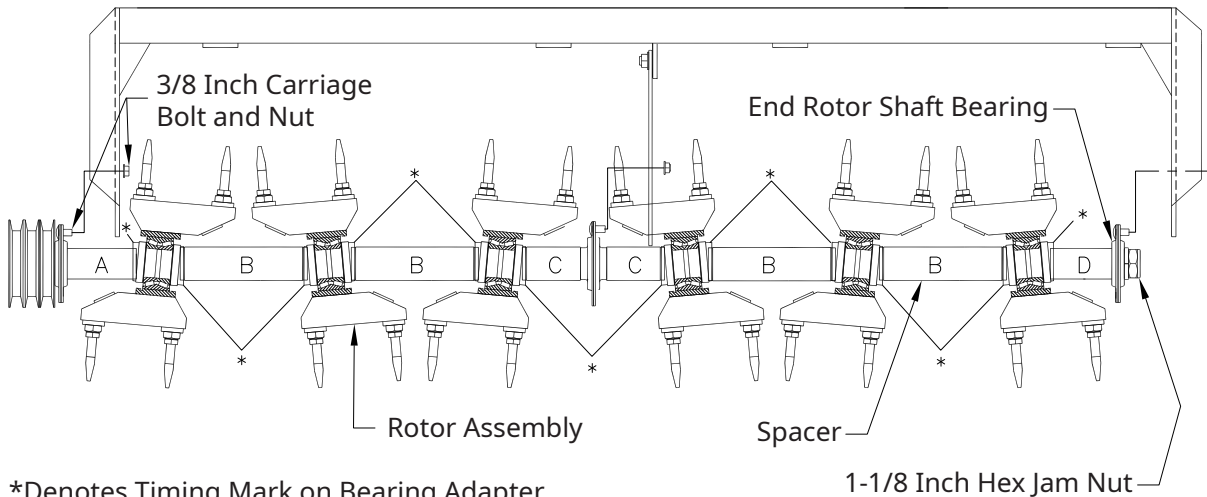 3/8 Inch Carriage
Bolt and Nut
End Rotor Shaft Bearing
*
*
*
*
A
B
B
C
C
B
B
D
*
*
*
Rotor Assembly
Spacer
1-1/8 Inch Hex Jam Nut
*Denotes Timing Mark on Bearing Adapter